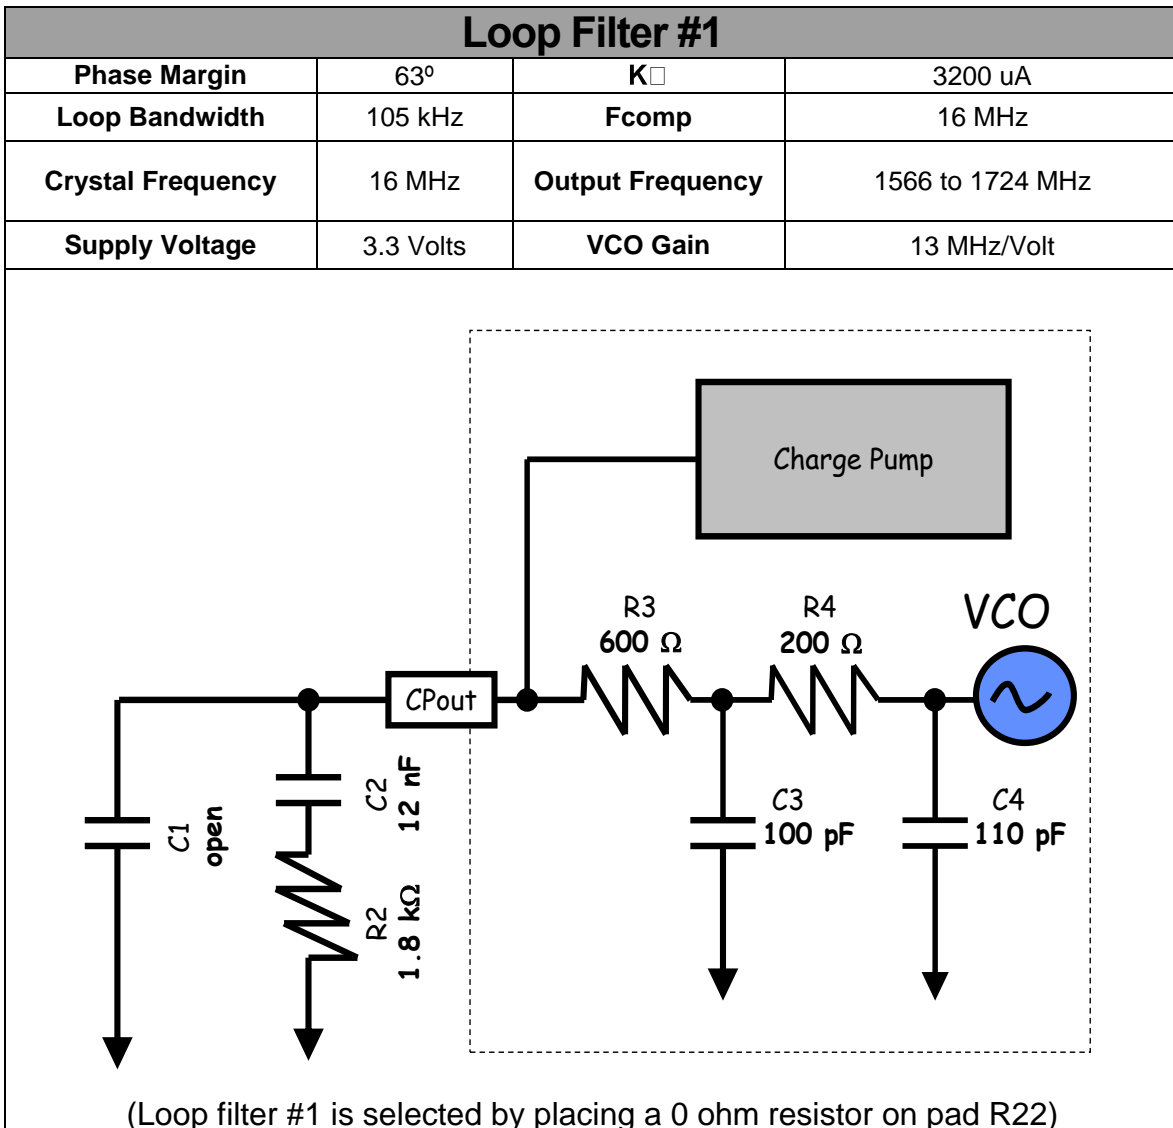 Loop Filter #1
Phase Margin 63º K□ 3200 uA
Loop Bandwidth 105 kHz Fcomp 16 MHz
Crystal Frequency 16 MHz Output Frequency 1566 to 1724 MHz
Supply Voltage 3.3 Volts VCO Gain 13 MHz/Volt
Charge Pump
R3
600 Ω
R4
200 Ω
VCO
CPout
C1
open
C2
12 nF
R2
1.8 kΩ
C3
100 pF
C4
110 pF
(Loop filter #1 is selected by placing a 0 ohm resistor on pad R22)